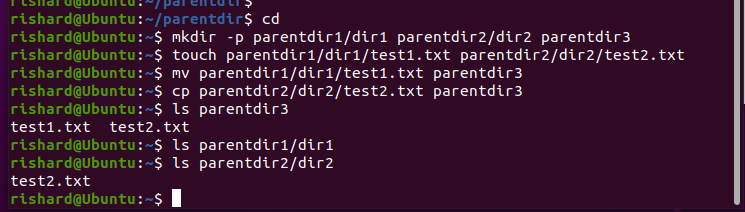 rishard@Ubuntu:~/parentdir$
rishard@Ubuntu:~/parentdir$ cd
rishard@Ubuntu:~$ mkdir -p parentdir1/dir1 parentdir2/dir2 parentdir3
rishard@Ubuntu:~$ touch parentdir1/dir1/test1.txt parentdir2/dir2/test2.txt
rishard@Ubuntu:~$ mv parentdir1/dir1/test1.txt parentdir3
rishard@Ubuntu:~$ cp parentdir2/dir2/test2.txt parentdir3
rishard@Ubuntu:~$ ls parentdir3
test1.txt  test2.txt
rishard@Ubuntu:~$ ls parentdir1/dir1
rishard@Ubuntu:~$ ls parentdir2/dir2
test2.txt
rishard@Ubuntu:~$